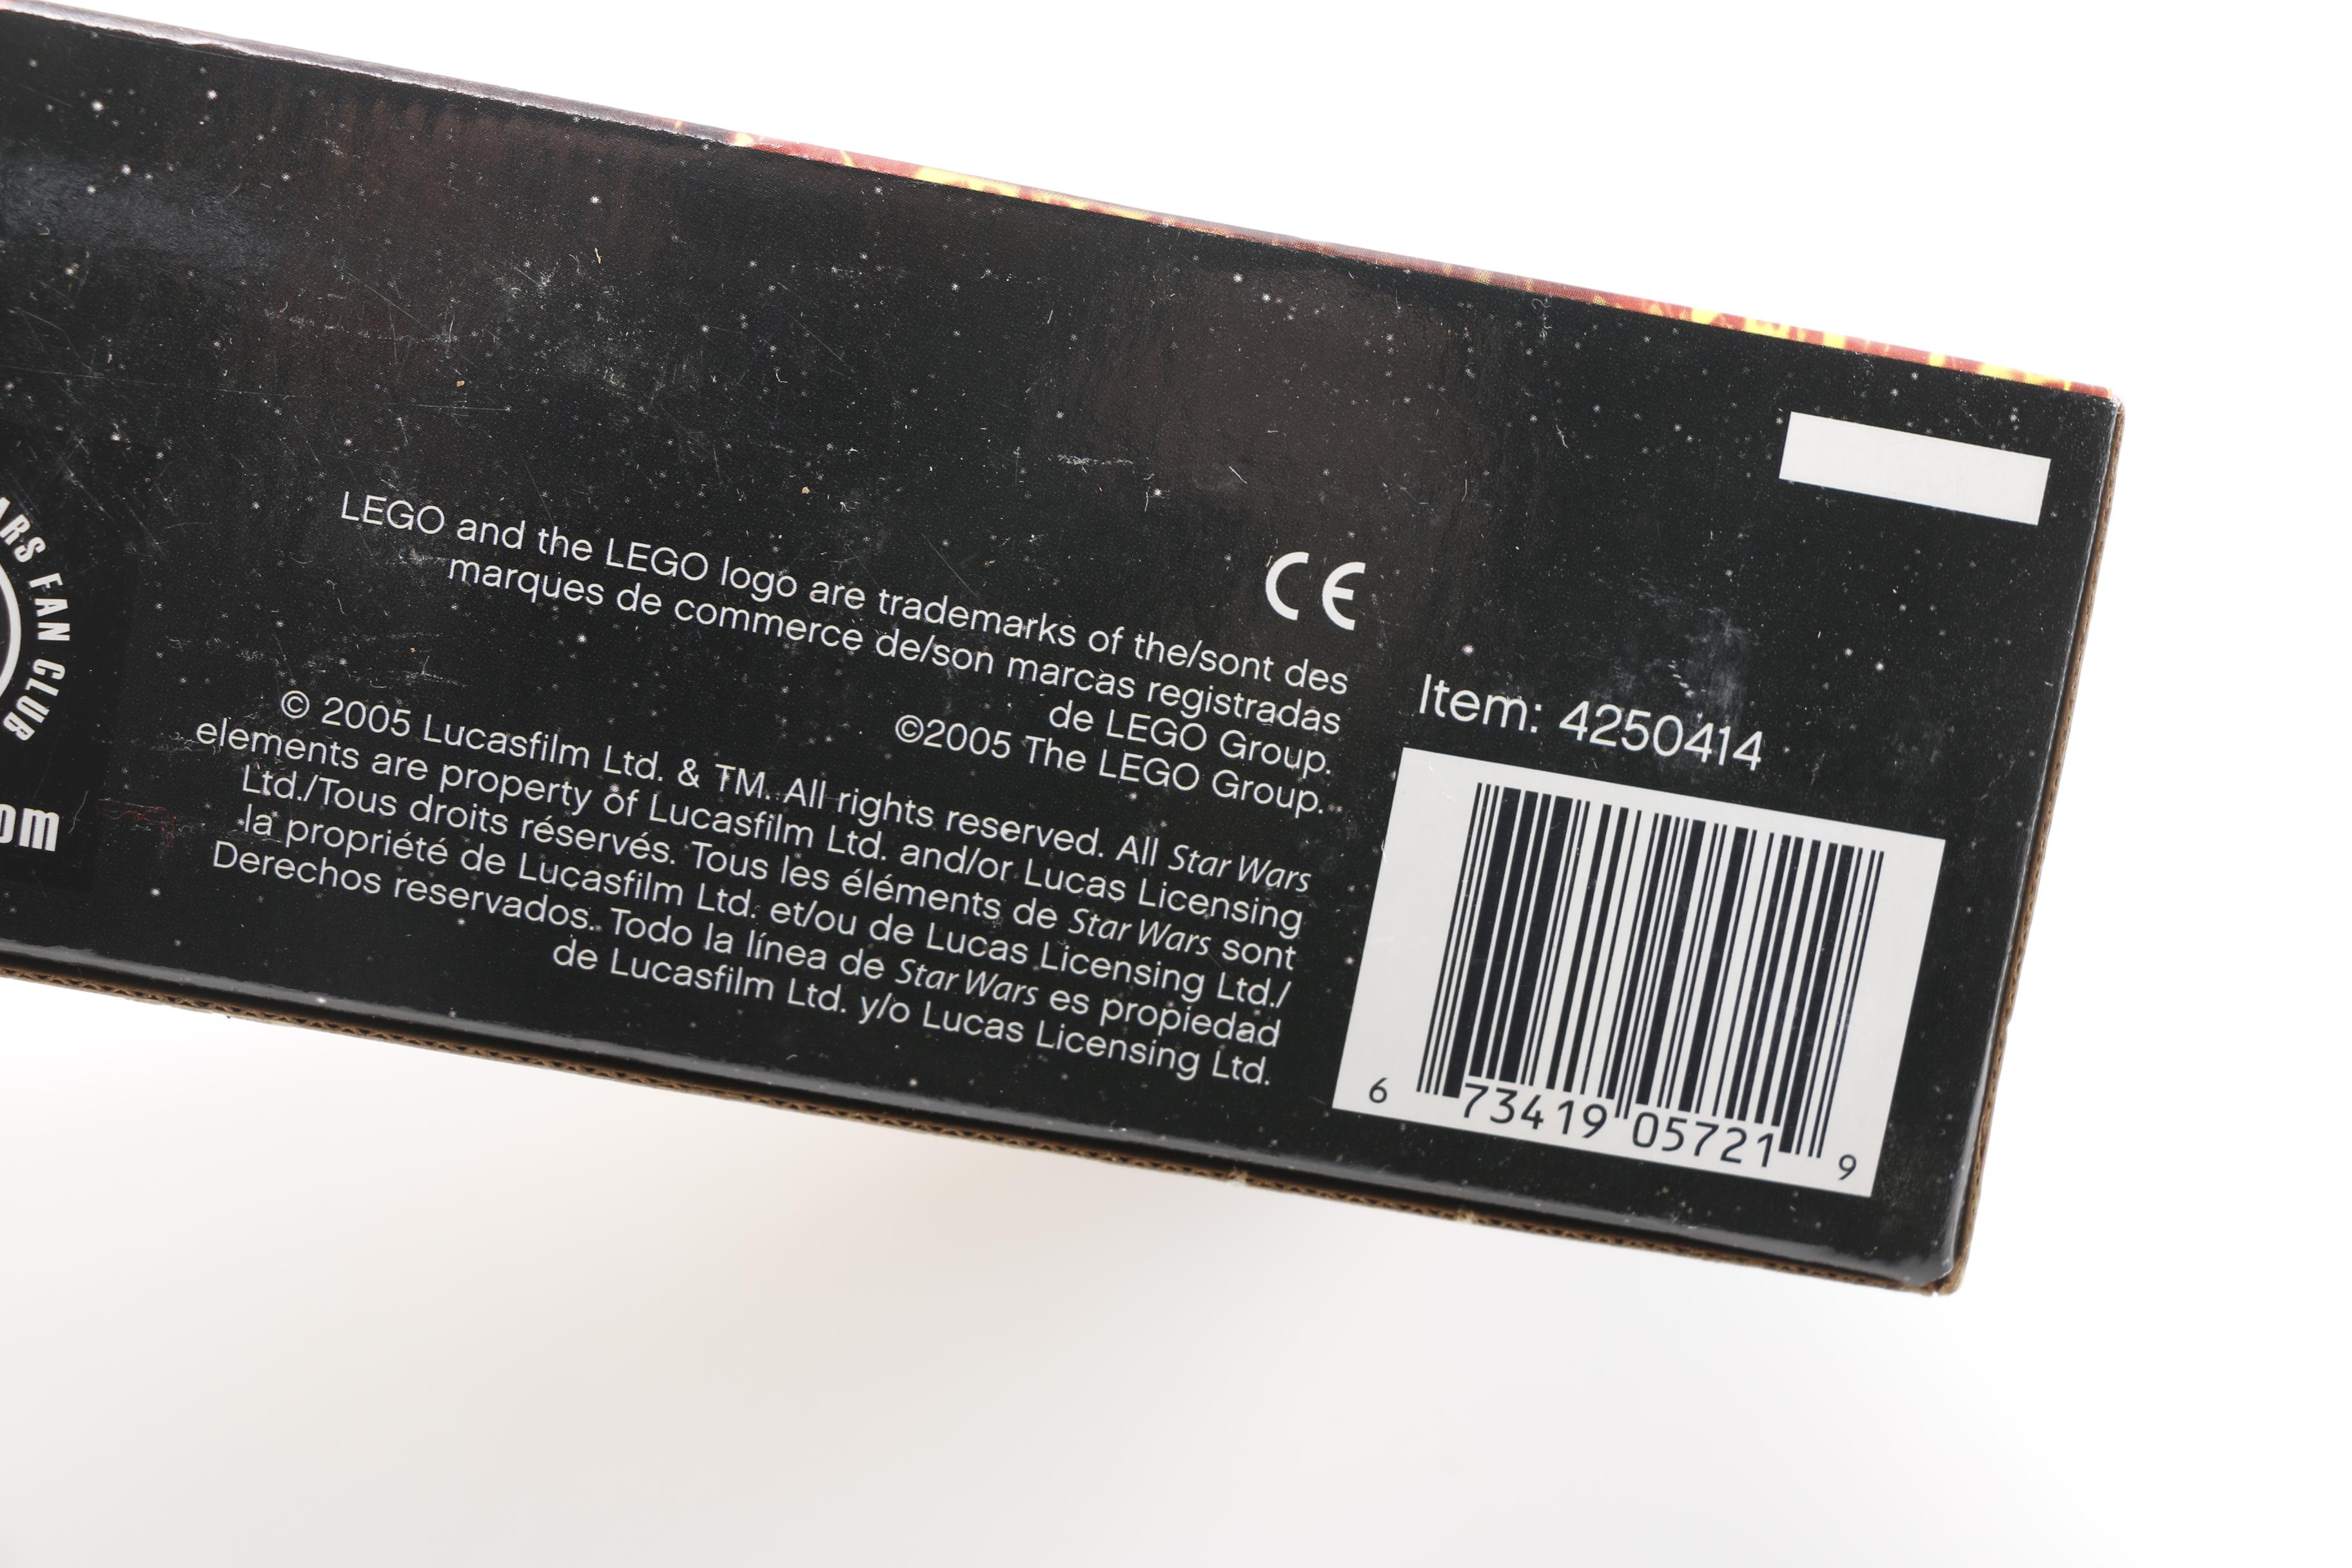 ARS FAN CLUB
om
CE
LEGO and the LEGO logo are trademarks of the/sont des
marques de commerce de/son marcas registradas
de LEGO Group.
©2005 The LEGO Group.
© 2005 Lucasfilm Ltd. & TM. All rights reserved. All Star Wars
elements are property of Lucasfilm Ltd. and/or Lucas Licensing
Ltd./Tous droits réservés. Tous les éléments de Star Wars sont
la propriété de Lucasfilm Ltd. et/ou de Lucas Licensing Ltd./
Derechos reservados. Todo la línea de Star Wars es propiedad
de Lucasfilm Ltd. y/o Lucas Licensing Ltd.
Item: 4250414
6 73419 05721 9